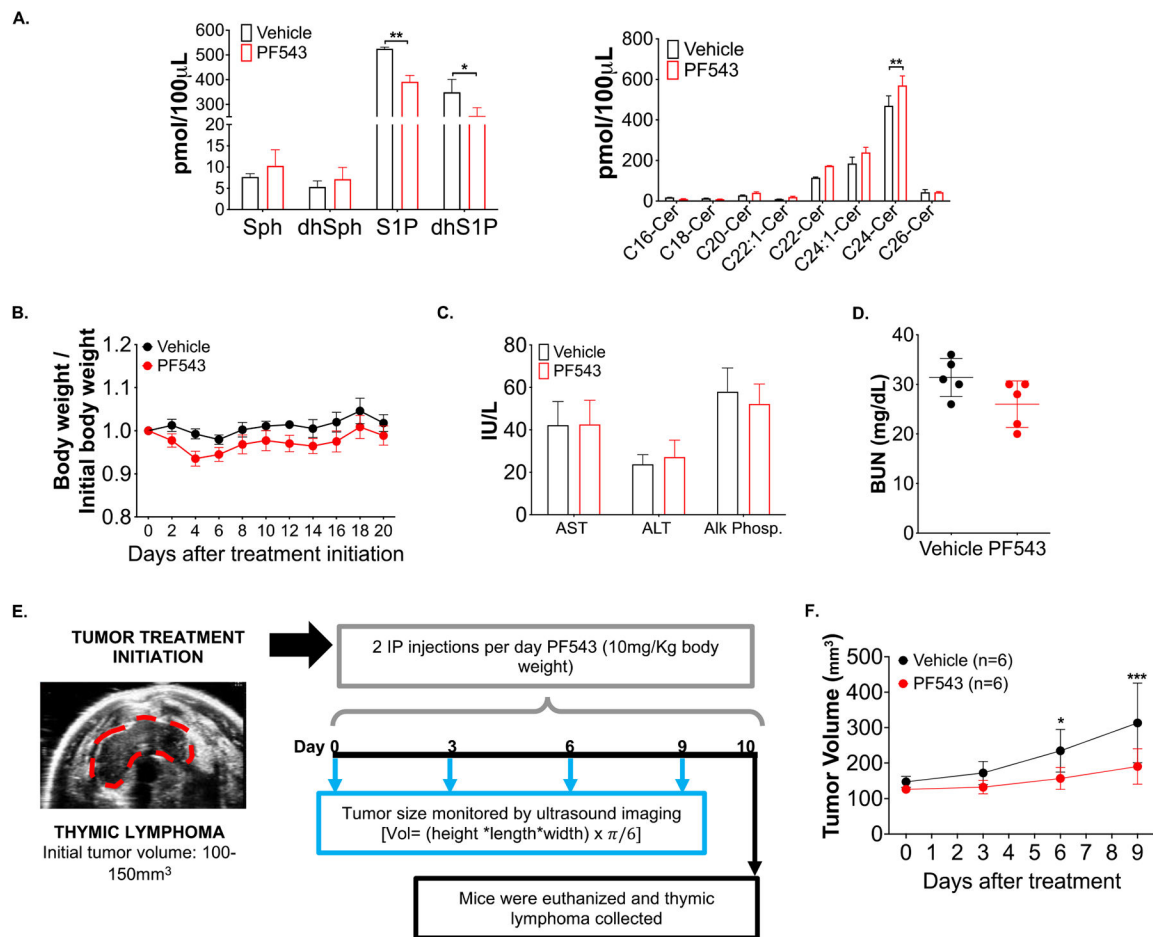 A.
pmol/100μL
600
500
400
300
200
100
25
20
15
10
5
0
Vehicle
PF543
**
*
Sph dhSph S1P dhS1P
pmol/100μL
800
600
400
200
0
Vehicle
PF543
**
C16-Cer
C18-Cer
C20-Cer
C22:1-Cer
C22-Cer
C24:1-Cer
C24-Cer
C26-Cer
B.
Body weight /
Initial body weight
1.2
1.1
1.0
0.9
0.8
Vehicle
PF543
0 2 4 6 8 10 12 14 16 18 20
Days after treatment initiation
C.
IU/L
80
60
40
20
0
Vehicle
PF543
AST ALT Alk Phosp.
D.
BUN (mg/dL)
40
30
20
10
0
Vehicle PF543
E.
TUMOR TREATMENT
INITIATION
THYMIC LYMPHOMA
Initial tumor volume: 100-
150mm³
2 IP injections per day PF543 (10mg/Kg body
weight)
Day 0 3 6 9 10
Tumor size monitored by ultrasound imaging
[Vol= (height *length*width) x π/6]
Mice were euthanized and thymic
lymphoma collected
F.
Tumor Volume (mm³)
500
400
300
200
100
0
Vehicle (n=6)
PF543 (n=6)
*
***
0 1 2 3 4 5 6 7 8 9
Days after treatment